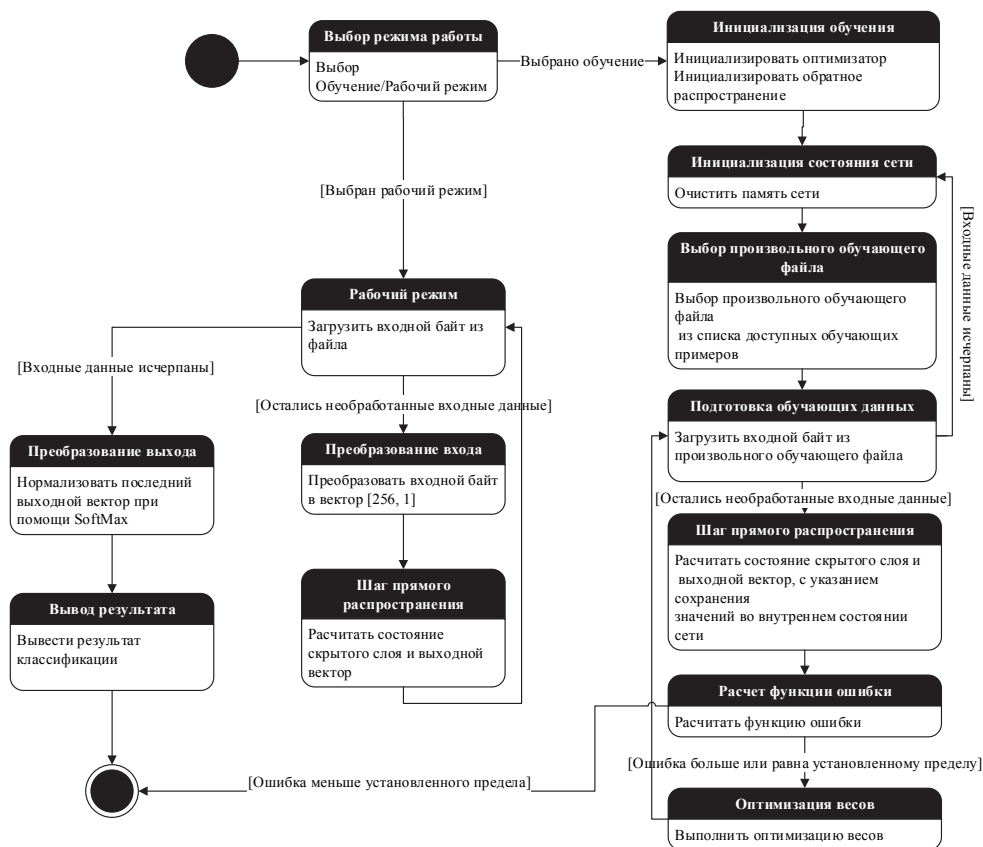 Выбор режима работы
Выбор
Обучение/Рабочий режим
Выбрано обучение
Инициализация обучения
Инициализировать оптимизатор
Инициализировать обратное
распространение
Инициализация состояния сети
Очистить память сети
[Входные данные исчерпаны]
Выбор произвольного обучающего
файла
Выбор произвольного обучающего
файла
из списка доступных обучающих
примеров
Подготовка обучающих данных
Загрузить входной байт из
произвольного обучающего файла
[Остались необработанные входные данные]
Шаг прямого распространения
Расчитать состояние скрытого слоя и
выходной вектор, с указанием
сохранения
значений во внутреннем состоянии
сети
Расчет функции ошибки
Расчитать функцию ошибки
[Ошибка больше или равна установленному пределу]
Оптимизация весов
Выполнить оптимизацию весов
[Выбран рабочий режим]
Рабочий режим
Загрузить входной байт из
файла
[Остались необработанные входные данные]
Преобразование входа
Преобразовать входной байт
в вектор [256, 1]
Шаг прямого
распространения
Расчитать состояние
скрытого слоя и выходной
вектор
[Входные данные исчерпаны]
Преобразование выхода
Нормализовать последний
выходной вектор при
помощи SoftMax
Вывод результата
Вывести результат
классификации
[Ошибка меньше установленного предела]